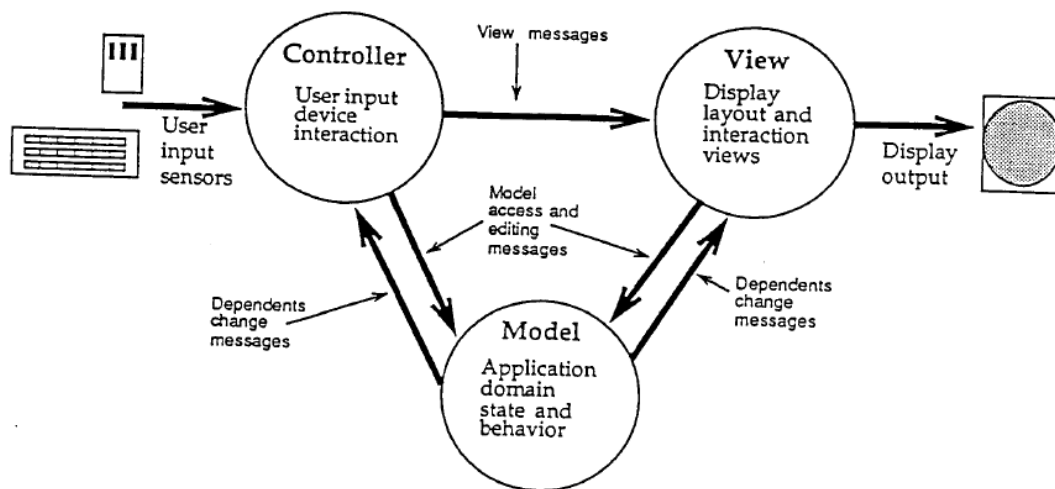 Controller
User input
device
interaction
View messages
View
Display
layout and
interaction
views
User
input
sensors
Display
output
Model
access and
editing
messages
Dependents
change
messages
Dependents
change
messages
Model
Application
domain
state and
behavior